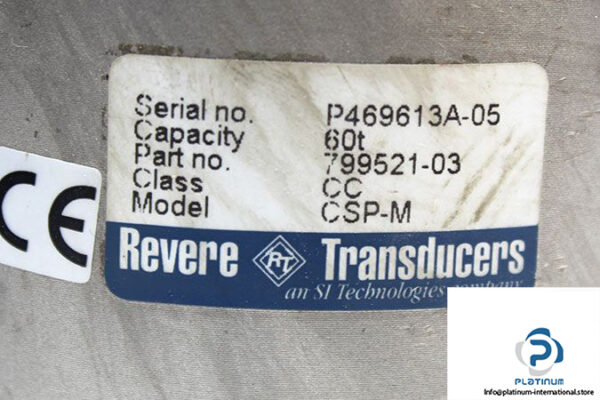 Serial no. P469613A-05
Capacity 60t
Part no. 799521-03
Class CC
Model CSP-M
CE
Revere RT Transducers
an SI Technologies company
PLATINUM
Info@platinum-international.store